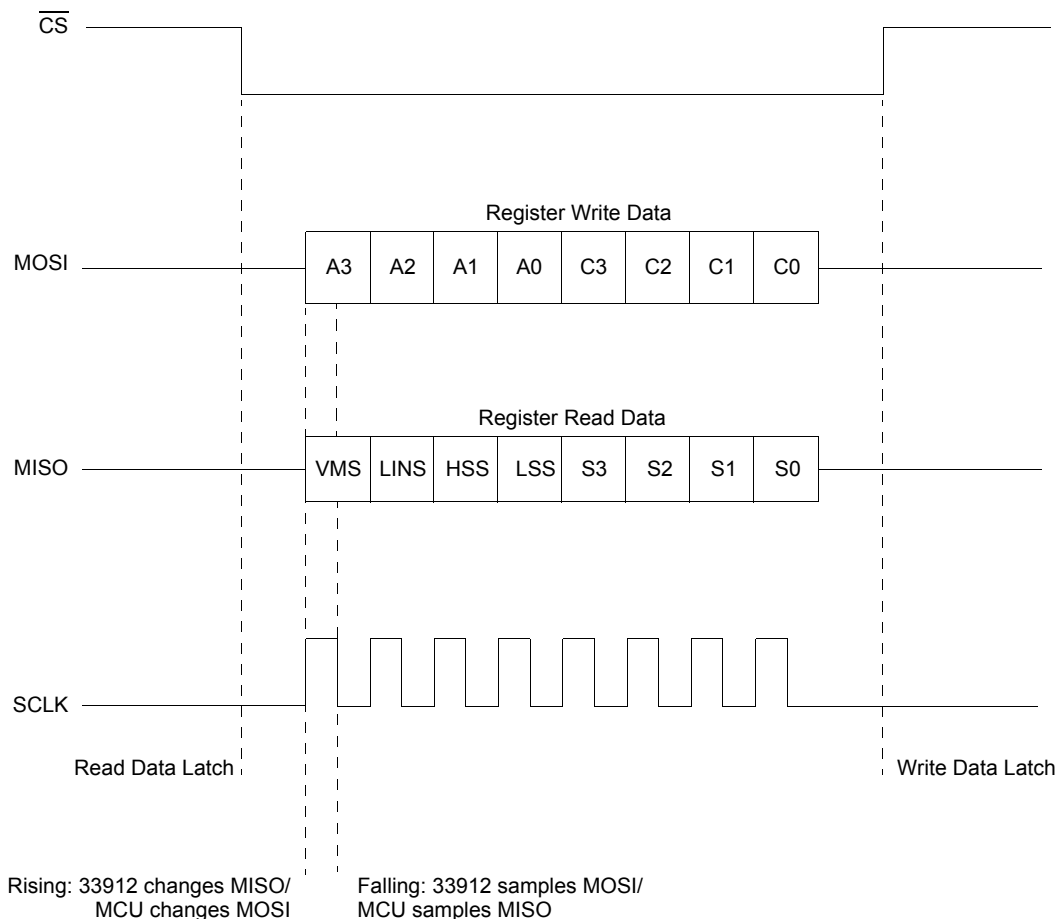 CS
Register Write Data
MOSI
A3 A2 A1 A0 C3 C2 C1 C0
Register Read Data
MISO
VMS LINS HSS LSS S3 S2 S1 S0
SCLK
Read Data Latch
Write Data Latch
Rising: 33912 changes MISO/
MCU changes MOSI
Falling: 33912 samples MOSI/
MCU samples MISO